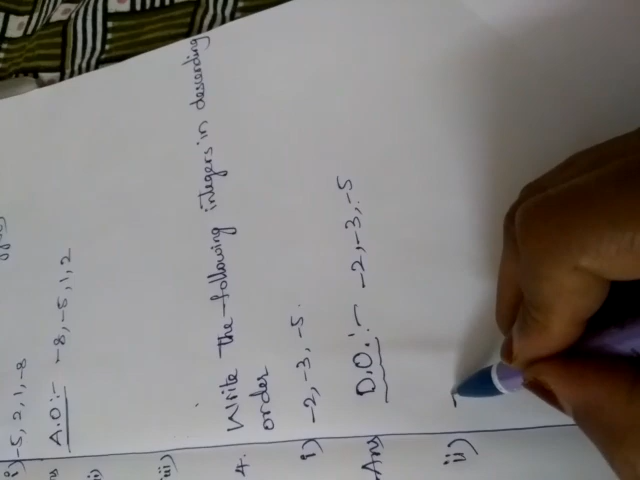 i) -5, 2, 1, -8
A.O:- -8, -5, 1, 2
ii)
iii)
4. Write the following integers in descending
order
i) -2, -3, -5.
Ans D.O.:- -2, -3, -5
ii) -